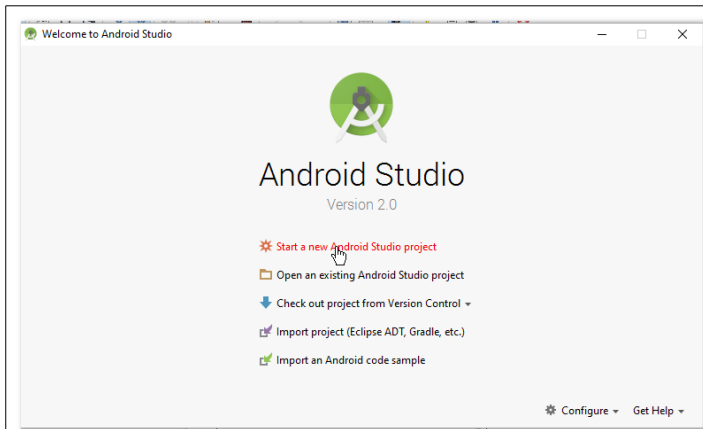 Welcome to Android Studio
Android Studio
Version 2.0
Start a new Android Studio project
Open an existing Android Studio project
Check out project from Version Control
Import project (Eclipse ADT, Gradle, etc.)
Import an Android code sample
Configure Get Help